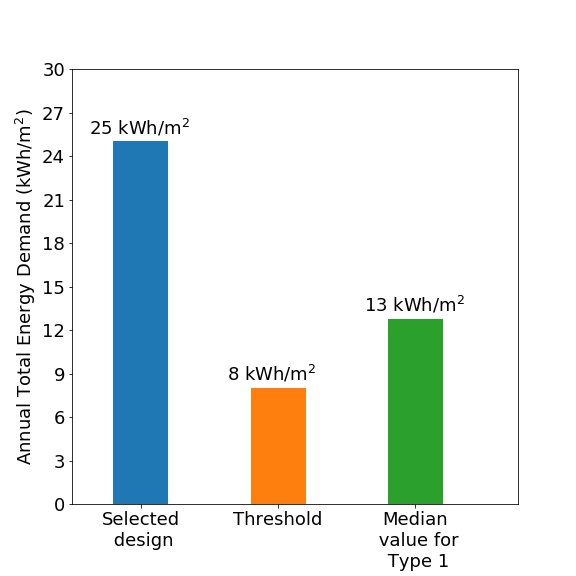 Annual Total Energy Demand (kWh/m²)
30
27
24
21
18
15
12
9
6
3
0
25 kWh/m²
8 kWh/m²
13 kWh/m²
Selected
design
Threshold
Median
value for
Type 1